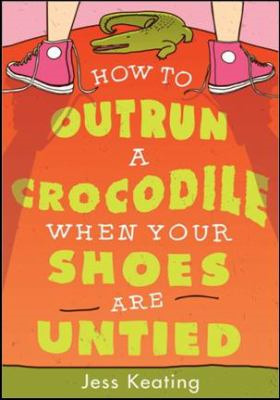 HOW TO
OUTRUN
A
CROCODILE
WHEN YOUR
SHOES
ARE
UNTIED
Jess Keating